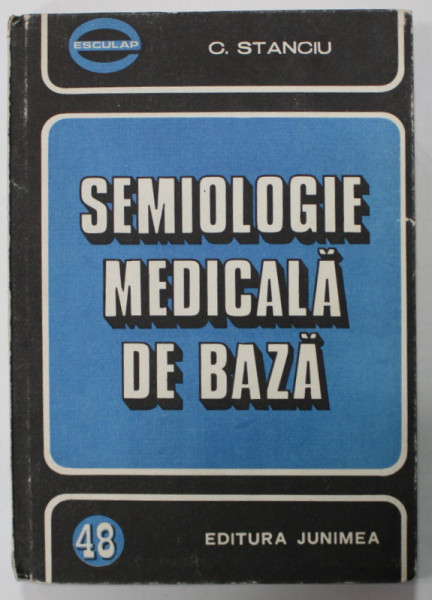 ESCULAP
C. STANCIU
SEMIOLOGIE
MEDICALĂ
DE BAZĂ
48
EDITURA JUNIMEA